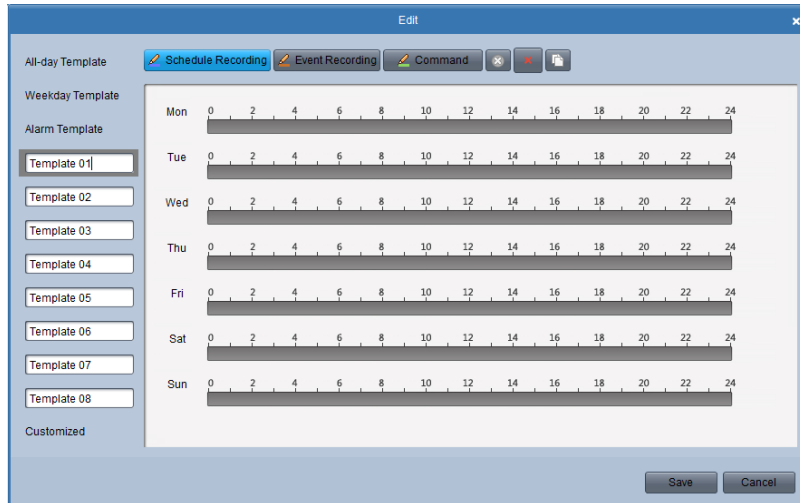 Edit
All-day Template
Weekday Template
Alarm Template
Template 01
Template 02
Template 03
Template 04
Template 05
Template 06
Template 07
Template 08
Customized
Schedule Recording Event Recording Command
Mon 0 2 4 6 8 10 12 14 16 18 20 22 24
Tue 0 2 4 6 8 10 12 14 16 18 20 22 24
Wed 0 2 4 6 8 10 12 14 16 18 20 22 24
Thu 0 2 4 6 8 10 12 14 16 18 20 22 24
Fri 0 2 4 6 8 10 12 14 16 18 20 22 24
Sat 0 2 4 6 8 10 12 14 16 18 20 22 24
Sun 0 2 4 6 8 10 12 14 16 18 20 22 24
Save Cancel